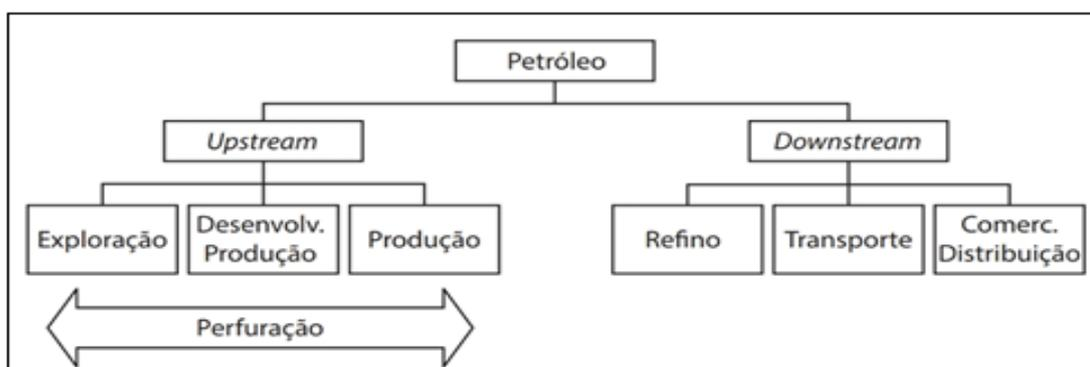 Petróleo
Upstream
Downstream
Exploração
Desenvolv.
Produção
Produção
Refino
Transporte
Comerc.
Distribuição
Perfuração